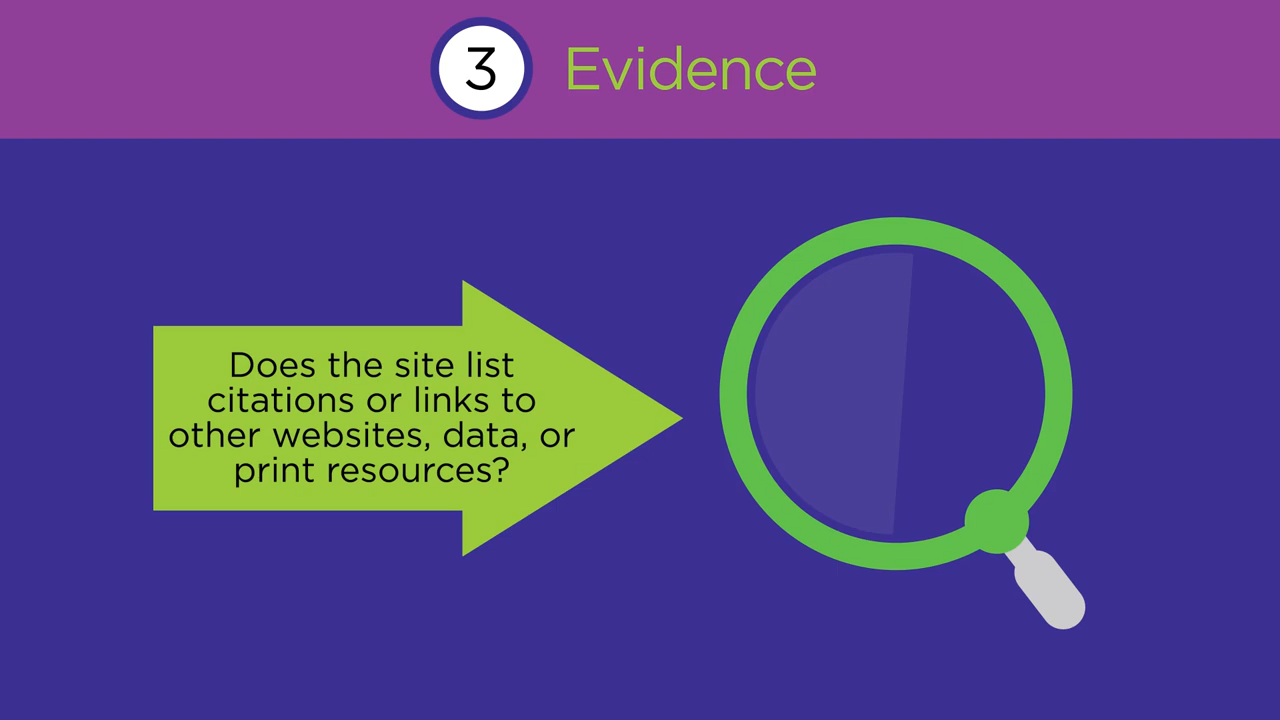 3 Evidence
Does the site list
citations or links to
other websites, data, or
print resources?